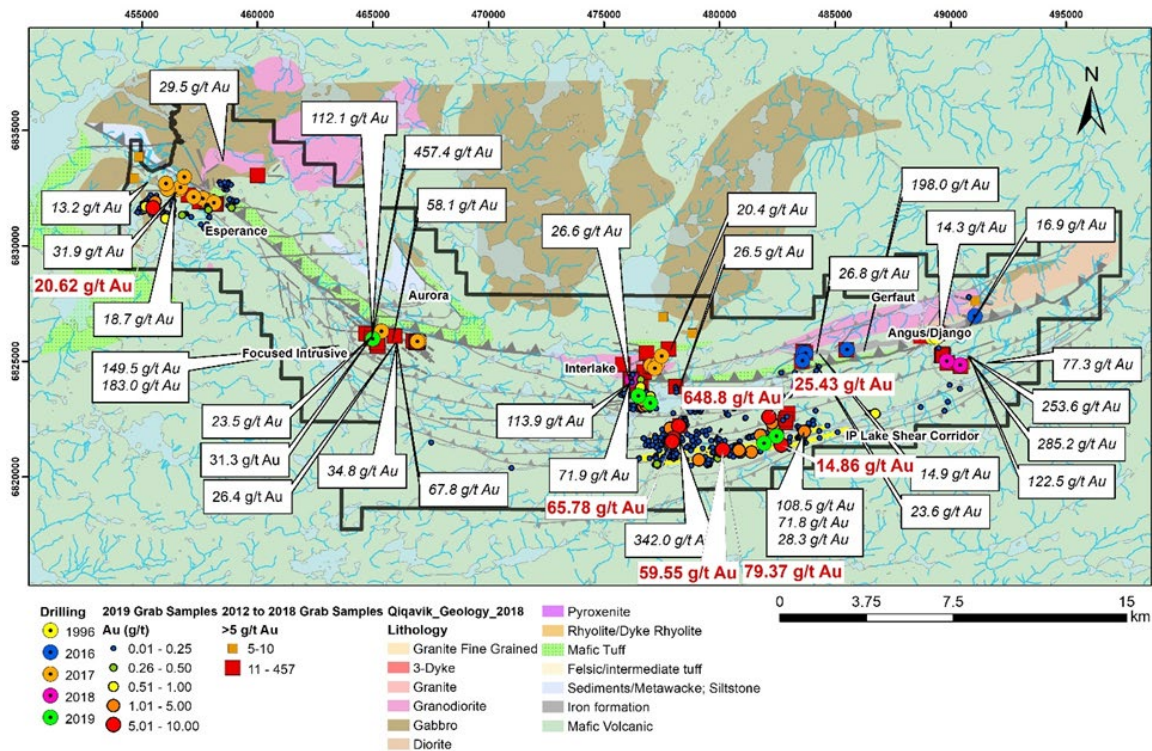 455000
460000
465000
470000
475000
480000
485000
490000
495000
6835000
6830000
6825000
6820000
N
29.5 g/t Au
112.1 g/t Au
457.4 g/t Au
58.1 g/t Au
198.0 g/t Au
20.4 g/t Au
14.3 g/t Au
16.9 g/t Au
13.2 g/t Au
26.6 g/t Au
26.5 g/t Au
26.8 g/t Au
31.9 g/t Au
Esperance
20.62 g/t Au
18.7 g/t Au
Aurora
Gerfaut
Angus/Django
Focused Intrusive
Interlake
149.5 g/t Au
183.0 g/t Au
648.8 g/t Au
25.43 g/t Au
77.3 g/t Au
23.5 g/t Au
113.9 g/t Au
253.6 g/t Au
IP Lake Shear Corridor
285.2 g/t Au
31.3 g/t Au
34.8 g/t Au
71.9 g/t Au
14.86 g/t Au
14.9 g/t Au
122.5 g/t Au
26.4 g/t Au
67.8 g/t Au
65.78 g/t Au
108.5 g/t Au
71.8 g/t Au
28.3 g/t Au
23.6 g/t Au
342.0 g/t Au
59.55 g/t Au
79.37 g/t Au
Drilling
1996
2016
2017
2018
2019
2019 Grab Samples
Au (g/t)
0.01 - 0.25
0.26 - 0.50
0.51 - 1.00
1.01 - 5.00
5.01 - 10.00
2012 to 2018 Grab Samples
>5 g/t Au
5-10
11 - 457
Qiqavik_Geology_2018
Lithology
Granite Fine Grained
3-Dyke
Granite
Granodiorite
Gabbro
Diorite
Pyroxenite
Rhyolite/Dyke Rhyolite
Mafic Tuff
Felsic/intermediate tuff
Sediments/Metawacke; Siltstone
Iron formation
Mafic Volcanic
0 3.75 7.5 15
km